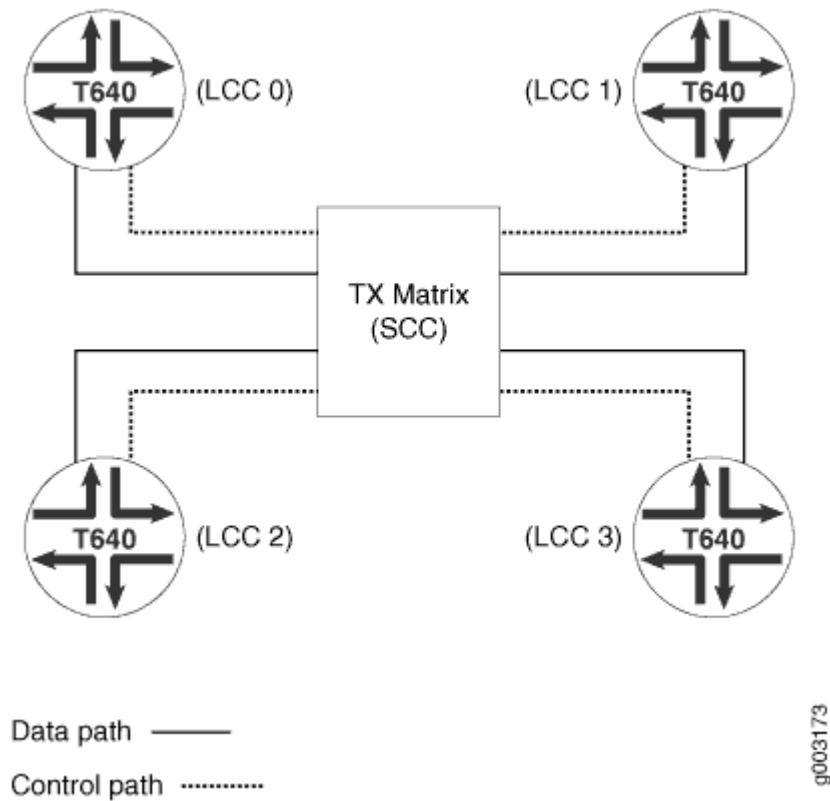 T640
(LCC 0)
(LCC 1)
T640
TX Matrix
(SCC)
T640
(LCC 2)
(LCC 3)
T640
Data path
Control path
g003173